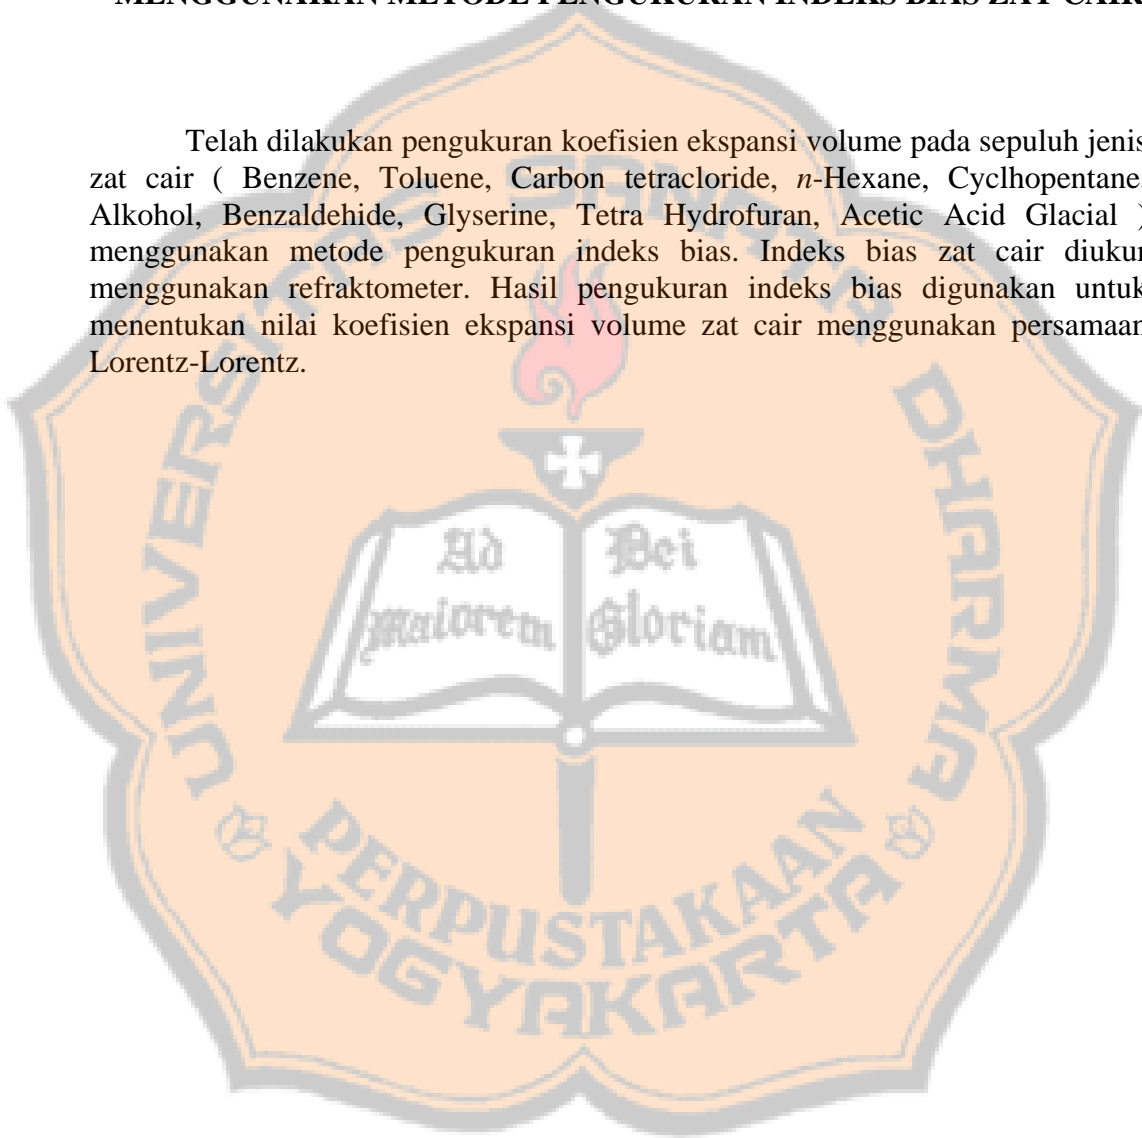 MENGGUNAKAN METODE PENGUKURAN INDEKS BIAS ZAT CAIR
Telah dilakukan pengukuran koefisien ekspansi volume pada sepuluh jenis
zat cair ( Benzene, Toluene, Carbon tetracloride, n-Hexane, Cyclhopentane,
Alkohol, Benzaldehide, Glyserine, Tetra Hydrofuran, Acetic Acid Glacial )
menggunakan metode pengukuran indeks bias. Indeks bias zat cair diukur
menggunakan refraktometer. Hasil pengukuran indeks bias digunakan untuk
menentukan nilai koefisien ekspansi volume zat cair menggunakan persamaan
Lorentz-Lorentz.
UNIVERSITAS SANATA DHARMA
Ad Dei
maiorem Gloriam
PERPUSTAKAAN
YOGYAKARTA